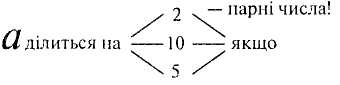 2 — парні числа!
а ділиться на 10 якщо
5